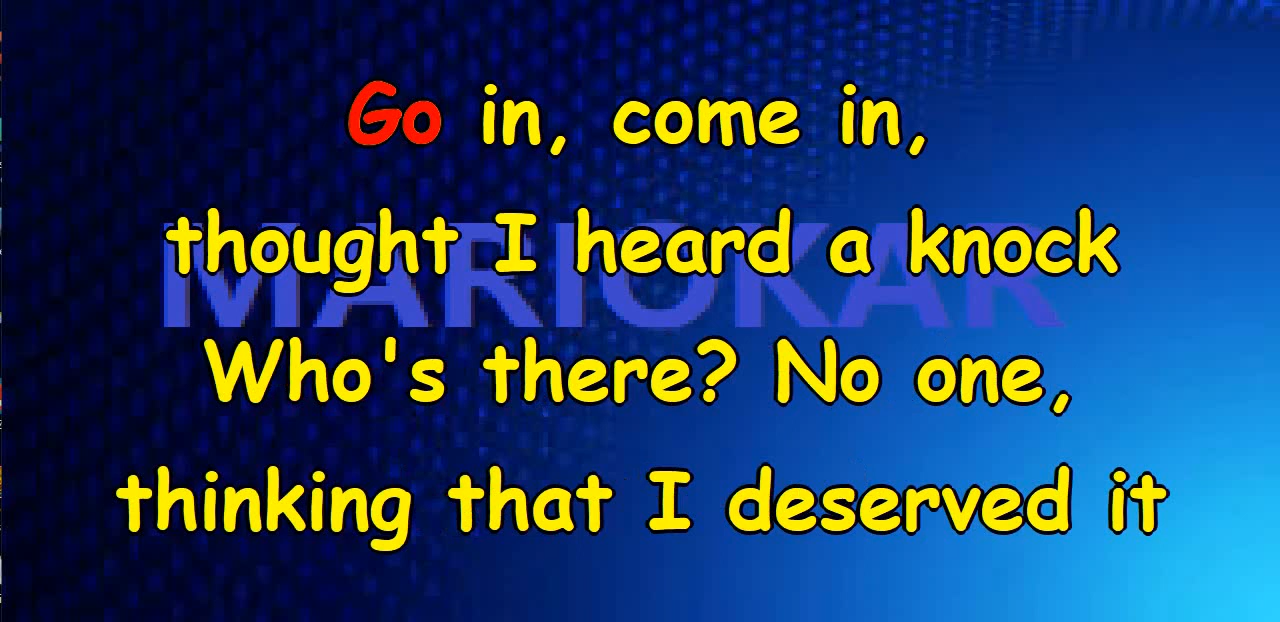 Go in, come in,
thought I heard a knock
MARIOKAR
Who's there? No one,
thinking that I deserved it